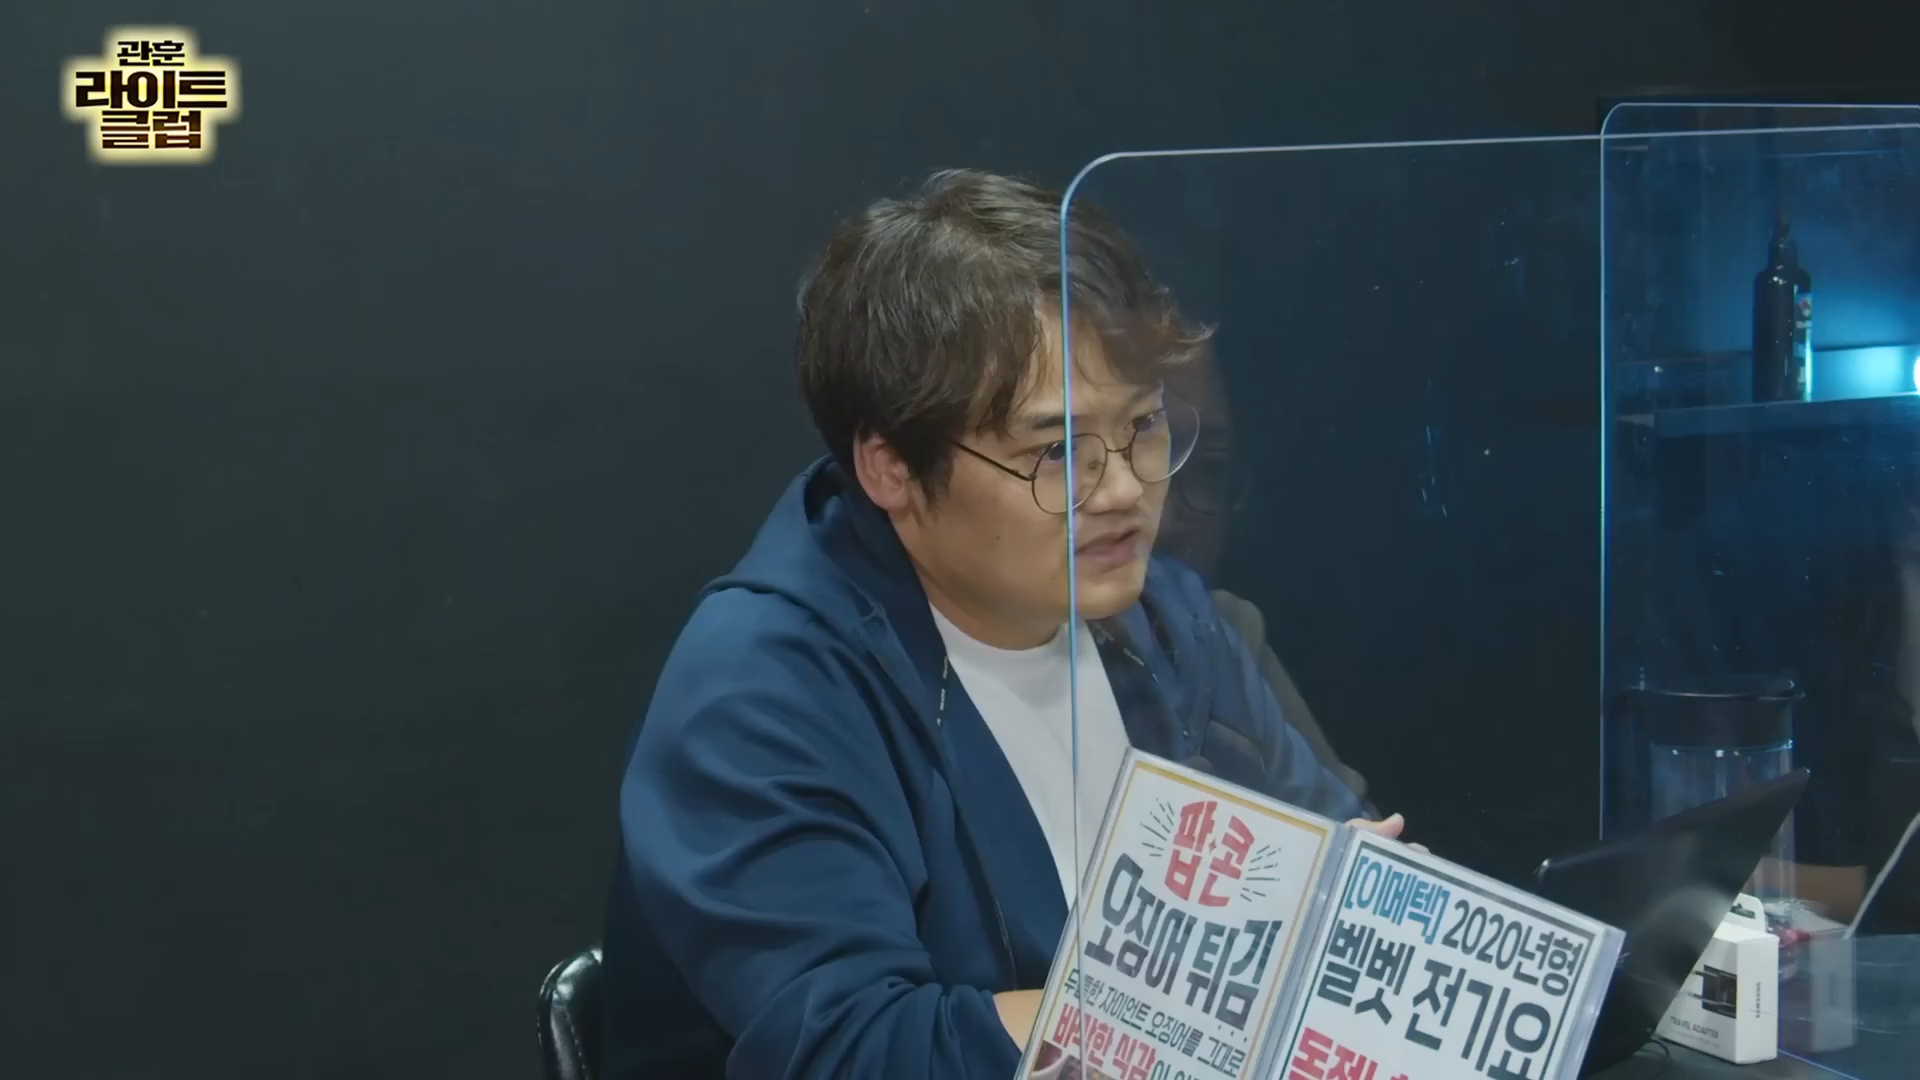 관훈
라이트
클럽
팝콘
오징어 튀김
자이언트 오징어를 그대로
바삭한 식감이
[이메텍] 2020년형
벨벳 전기요
TRAVEL ADAPTER